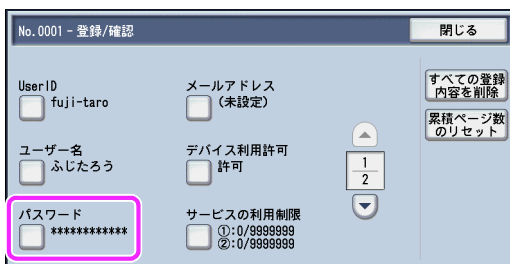 No.0001 - 登録/確認
閉じる
UserID
fuji-taro
メールアドレス
(未設定)
すべての登録
内容を削除
累積ページ数
のリセット
ユーザー名
ふじたろう
デバイス利用許可
許可
1
2
パスワード
************
サービスの利用制限
①:0/9999999
②:0/9999999